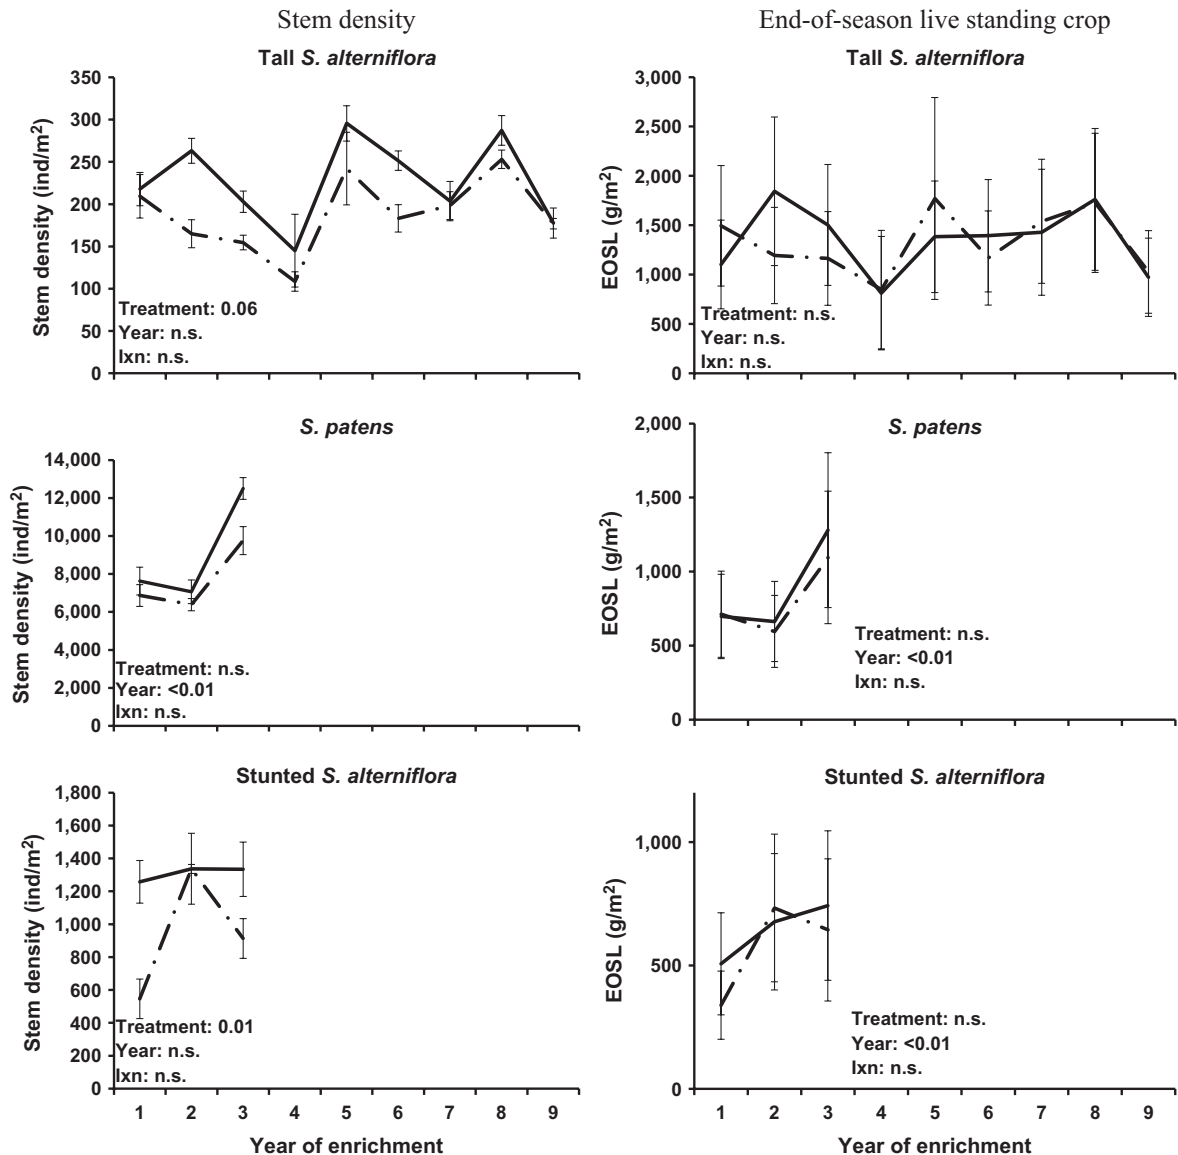 Stem density
End-of-season live standing crop
Tall S. alterniflora
Stem density (ind/m2)
350
300
250
200
150
100
50
0
Treatment: 0.06
Year: n.s.
Ixn: n.s.
Tall S. alterniflora
EOSL (g/m2)
3,000
2,500
2,000
1,500
1,000
500
0
Treatment: n.s.
Year: n.s.
Ixn: n.s.
S. patens
Stem density (ind/m2)
14,000
12,000
10,000
8,000
6,000
4,000
2,000
0
Treatment: n.s.
Year: <0.01
Ixn: n.s.
S. patens
EOSL (g/m2)
2,000
1,500
1,000
500
0
Treatment: n.s.
Year: <0.01
Ixn: n.s.
Stunted S. alterniflora
Stem density (ind/m2)
1,800
1,600
1,400
1,200
1,000
800
600
400
200
0
Treatment: 0.01
Year: n.s.
Ixn: n.s.
1 2 3 4 5 6 7 8 9
Year of enrichment
Stunted S. alterniflora
EOSL (g/m2)
1,000
500
0
Treatment: n.s.
Year: <0.01
Ixn: n.s.
1 2 3 4 5 6 7 8 9
Year of enrichment